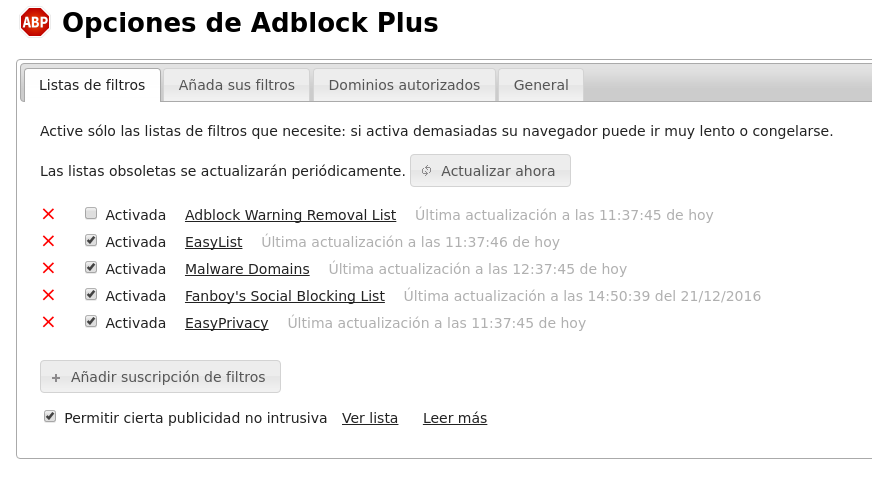 ABP Opciones de Adblock Plus
Listas de filtros Añada sus filtros Dominios autorizados General
Active sólo las listas de filtros que necesite: si activa demasiadas su navegador puede ir muy lento o congelarse.
Las listas obsoletas se actualizarán periódicamente. Actualizar ahora
Activada Adblock Warning Removal List Última actualización a las 11:37:45 de hoy
Activada EasyList Última actualización a las 11:37:46 de hoy
Activada Malware Domains Última actualización a las 12:37:45 de hoy
Activada Fanboy's Social Blocking List Última actualización a las 14:50:39 del 21/12/2016
Activada EasyPrivacy Última actualización a las 11:37:45 de hoy
+ Añadir suscripción de filtros
Permitir cierta publicidad no intrusiva Ver lista Leer más